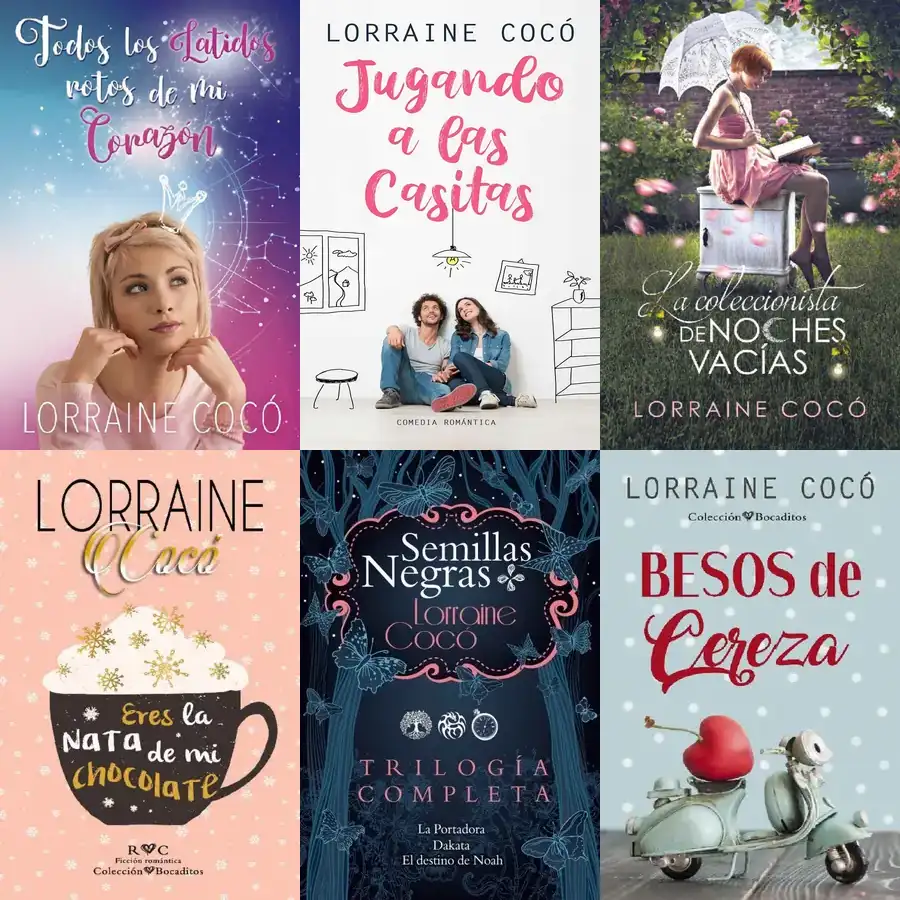 Todos los Latidos
rotos de mi
Corazón
LORRAINE COCÓ
LORRAINE COCÓ
Jugando
a las
Casitas
COMEDIA ROMÁNTICA
La coleccionista
DE NOCHES
VACÍAS
LORRAINE COCÓ
LORRAINE
Cocó
Eres la
NATA de mi
chocolate
R♥C
Ficción romántica
Colección♥Bocaditos
Semillas
Negras
Lorraine
Cocó
TRILOGÍA
COMPLETA
La Portadora
Dakata
El destino de Noah
LORRAINE COCÓ
Colección♥Bocaditos
BESOS de
Cereza